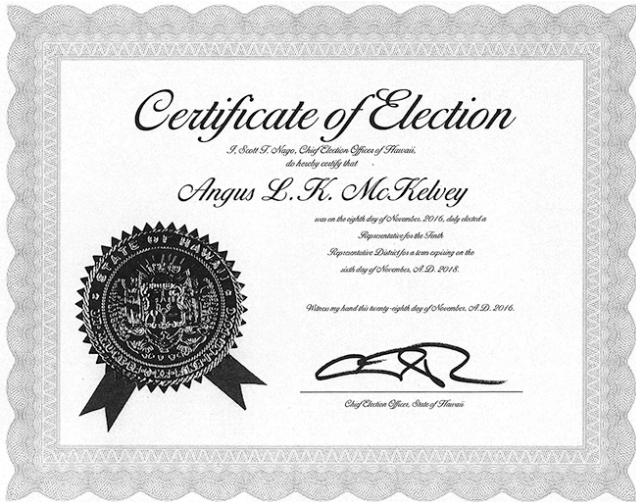 Certificate of Election
I, Scott T. Nago, Chief Election Officer of Hawaii,
do hereby certify that
Angus L. K. McKelvey
was on the eighth day of November, 2016, duly elected a
Representative for the Tenth
Representative District for a term expiring on the
sixth day of November, A.D. 2018.
Witness my hand this twenty-eighth day of November, A.D. 2016.
STATE OF HAWAII
Chief Election Officer, State of Hawaii